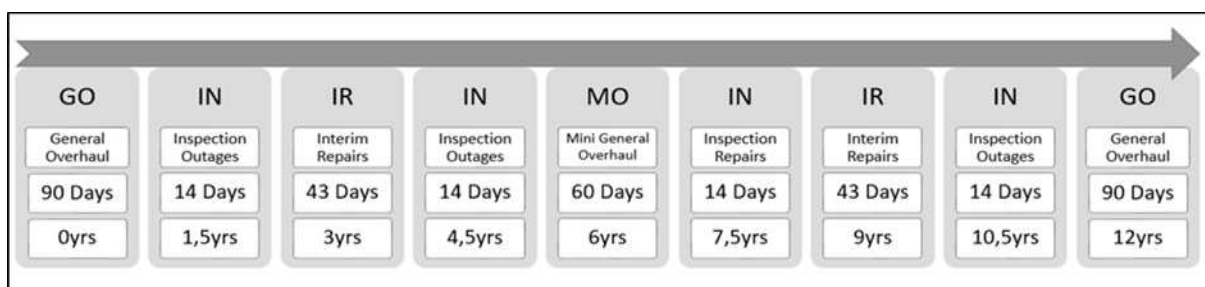 GO IN IR IN MO IN IR IN GO
General Overhaul Inspection Outages Interim Repairs Inspection Outages Mini General Overhaul Inspection Repairs Interim Repairs Inspection Outages General Overhaul
90 Days 14 Days 43 Days 14 Days 60 Days 14 Days 43 Days 14 Days 90 Days
0yrs 1,5yrs 3yrs 4,5yrs 6yrs 7,5yrs 9yrs 10,5yrs 12yrs